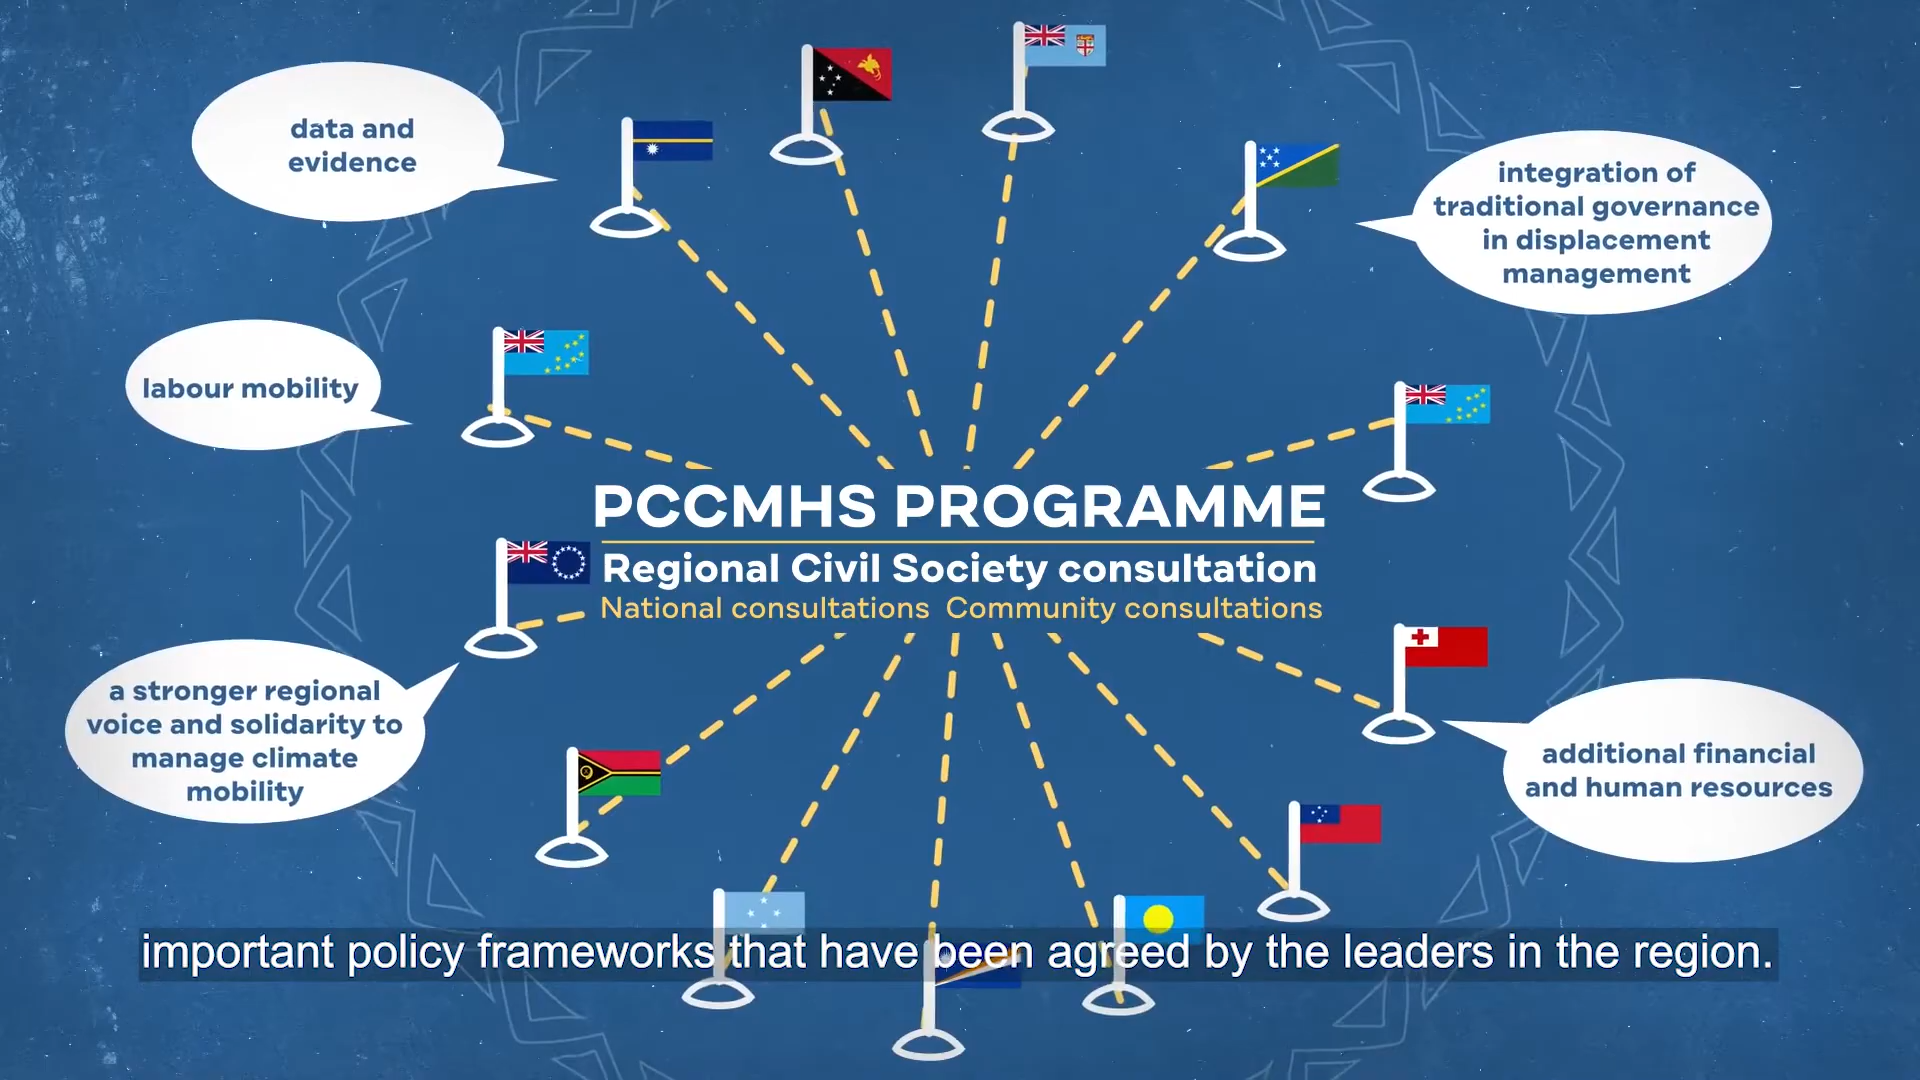 data and
evidence
integration of
traditional governance
in displacement
management
labour mobility
PCCMHS PROGRAMME
Regional Civil Society consultation
National consultations Community consultations
a stronger regional
voice and solidarity to
manage climate
mobility
additional financial
and human resources
important policy frameworks that have been agreed by the leaders in the region.